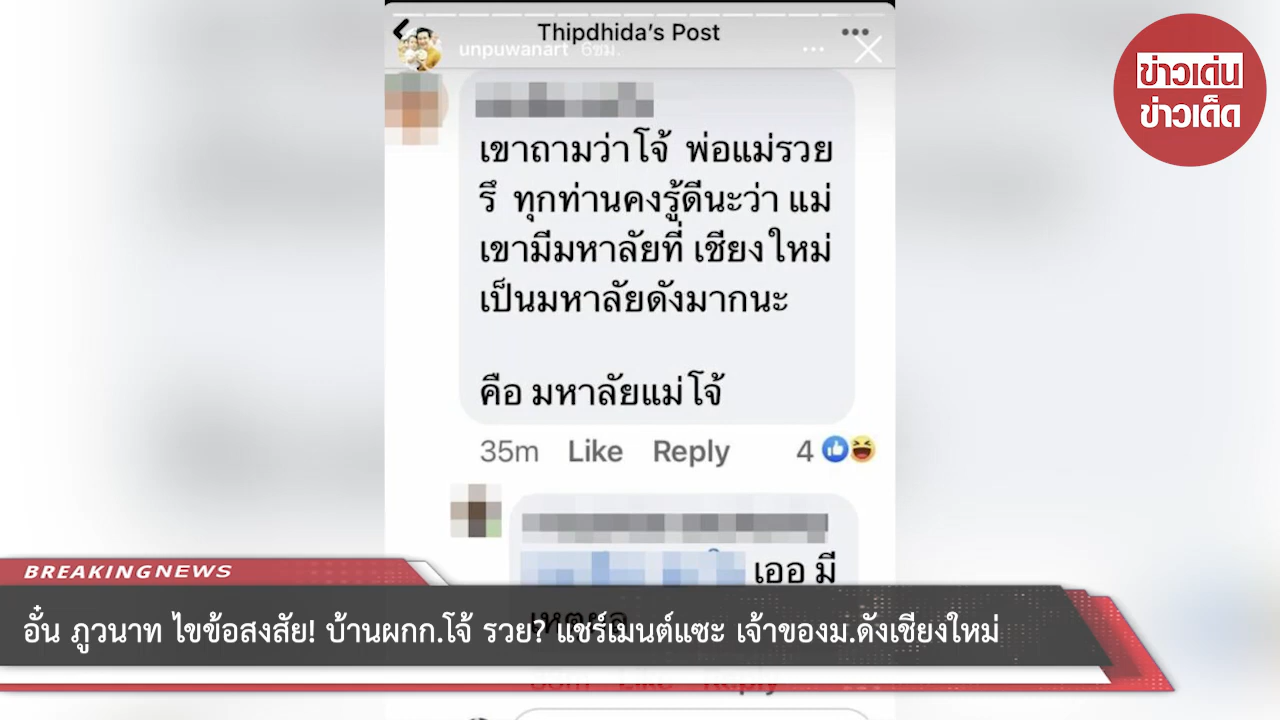 Thipdhida’s Post
unpuwanart 6ชม.
ข่าวเด่น
ข่าวเด็ด
เขาถามว่าโจ้ พ่อแม่รวย
รึ ทุกท่านคงรู้ดีนะว่า แม่
เขามีมหาลัยที่ เชียงใหม่
เป็นมหาลัยดังมากนะ
คือ มหาลัยแม่โจ้
35m Like Reply 4
เออ มี
เหตุผล
BREAKINGNEWS
อั๋น ภูวนาท ไขข้อสงสัย! บ้านผกก.โจ้ รวย? แชร์เมนต์แซะ เจ้าของม.ดังเชียงใหม่
Like Reply